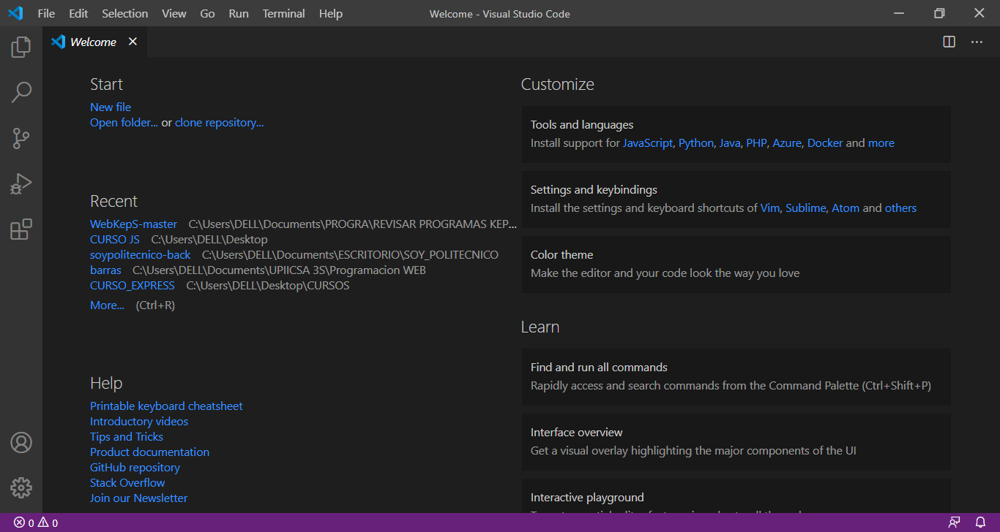 File Edit Selection View Go Run Terminal Help Welcome - Visual Studio Code
Welcome
Start
New file
Open folder... or clone repository...
Recent
WebKepS-master C:\Users\DELL\Documents\PROGRA\REVISAR PROGRAMAS KEP...
CURSO JS C:\Users\DELL\Desktop
soypolitecnico-back C:\Users\DELL\Documents\ESCRITORIO\SOY_POLITECNICO
barras C:\Users\DELL\Documents\UPIICSA 3S\Programacion WEB
CURSO_EXPRESS C:\Users\DELL\Desktop\CURSOS
More... (Ctrl+R)
Help
Printable keyboard cheatsheet
Introductory videos
Tips and Tricks
Product documentation
GitHub repository
Stack Overflow
Join our Newsletter
Customize
Tools and languages
Install support for JavaScript, Python, Java, PHP, Azure, Docker and more
Settings and keybindings
Install the settings and keyboard shortcuts of Vim, Sublime, Atom and others
Color theme
Make the editor and your code look the way you love
Learn
Find and run all commands
Rapidly access and search commands from the Command Palette (Ctrl+Shift+P)
Interface overview
Get a visual overlay highlighting the major components of the UI
Interactive playground
0 0